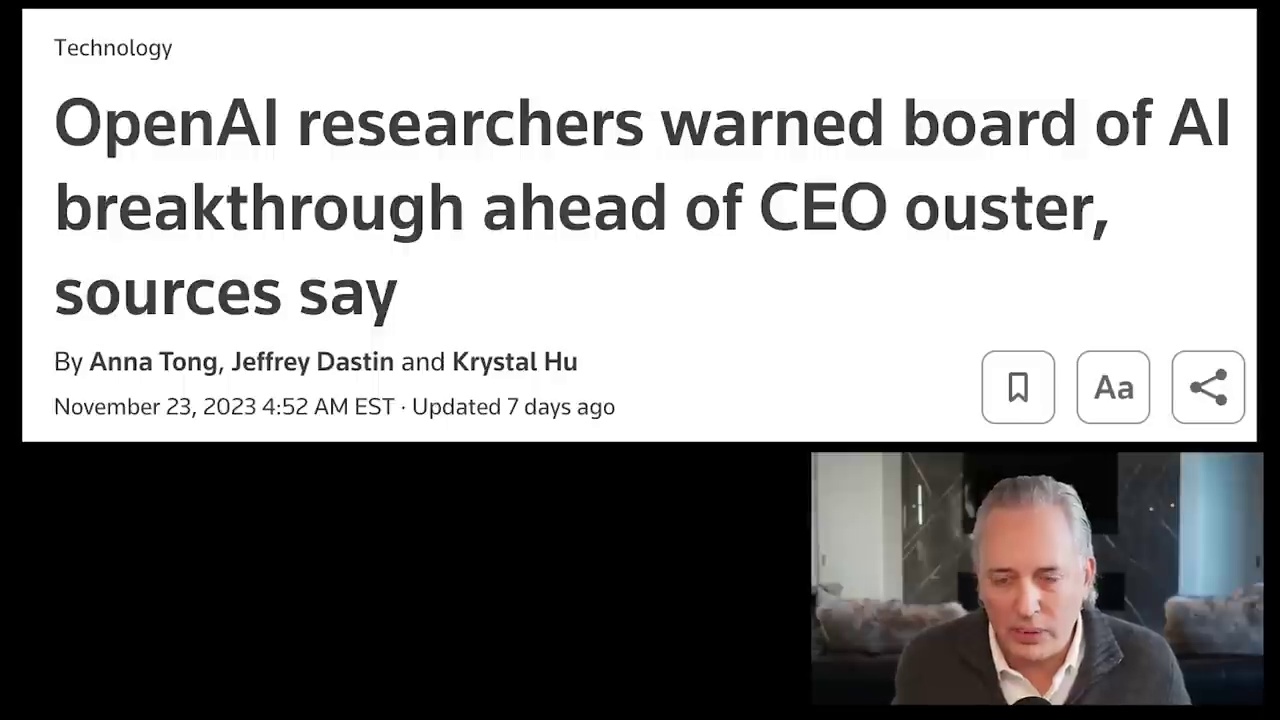 Technology
OpenAI researchers warned board of AI
breakthrough ahead of CEO ouster,
sources say
By Anna Tong, Jeffrey Dastin and Krystal Hu
November 23, 2023 4:52 AM EST · Updated 7 days ago
Aa